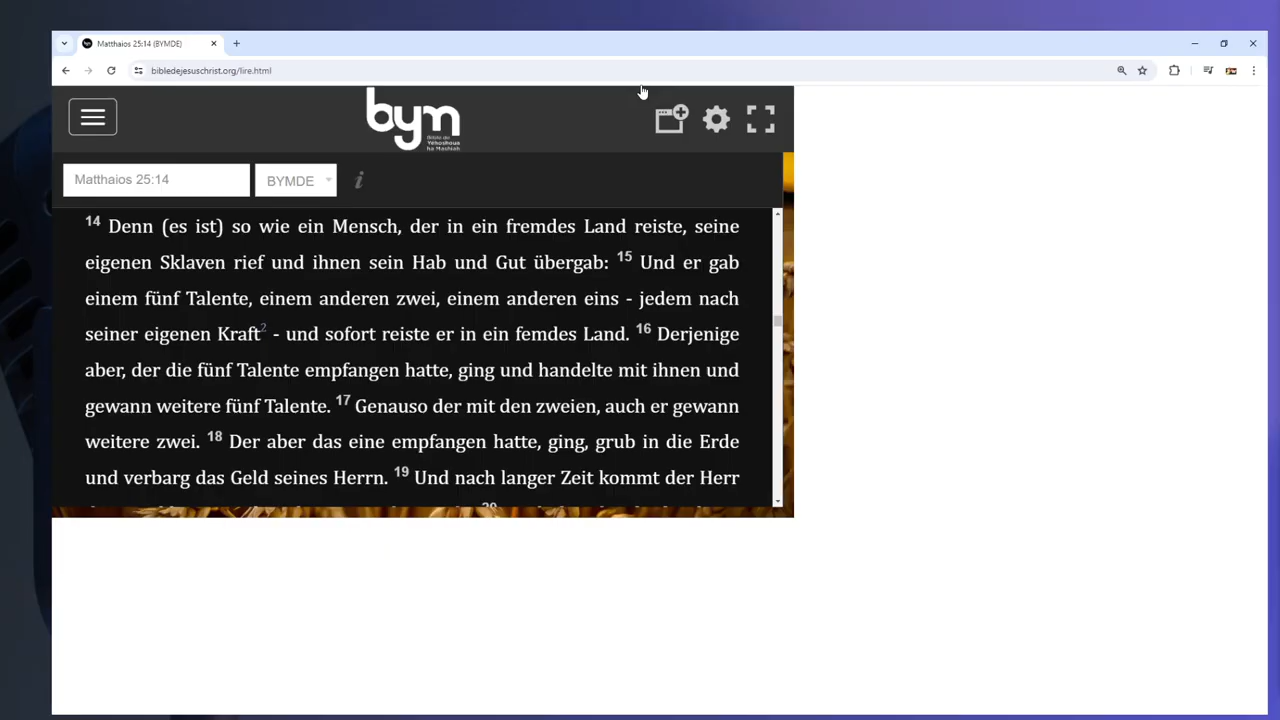 Matthaios 25:14 (BYMDE)
bibledejesuschrist.org/lire.html
bym
Bible de
Yéhoshoua
ha Mashiah
Matthaios 25:14
BYMDE
i
14 Denn (es ist) so wie ein Mensch, der in ein fremdes Land reiste, seine
eigenen Sklaven rief und ihnen sein Hab und Gut übergab: 15 Und er gab
einem fünf Talente, einem anderen zwei, einem anderen eins - jedem nach
seiner eigenen Kraft2 - und sofort reiste er in ein femdes Land. 16 Derjenige
aber, der die fünf Talente empfangen hatte, ging und handelte mit ihnen und
gewann weitere fünf Talente. 17 Genauso der mit den zweien, auch er gewann
weitere zwei. 18 Der aber das eine empfangen hatte, ging, grub in die Erde
und verbarg das Geld seines Herrn. 19 Und nach langer Zeit kommt der Herr